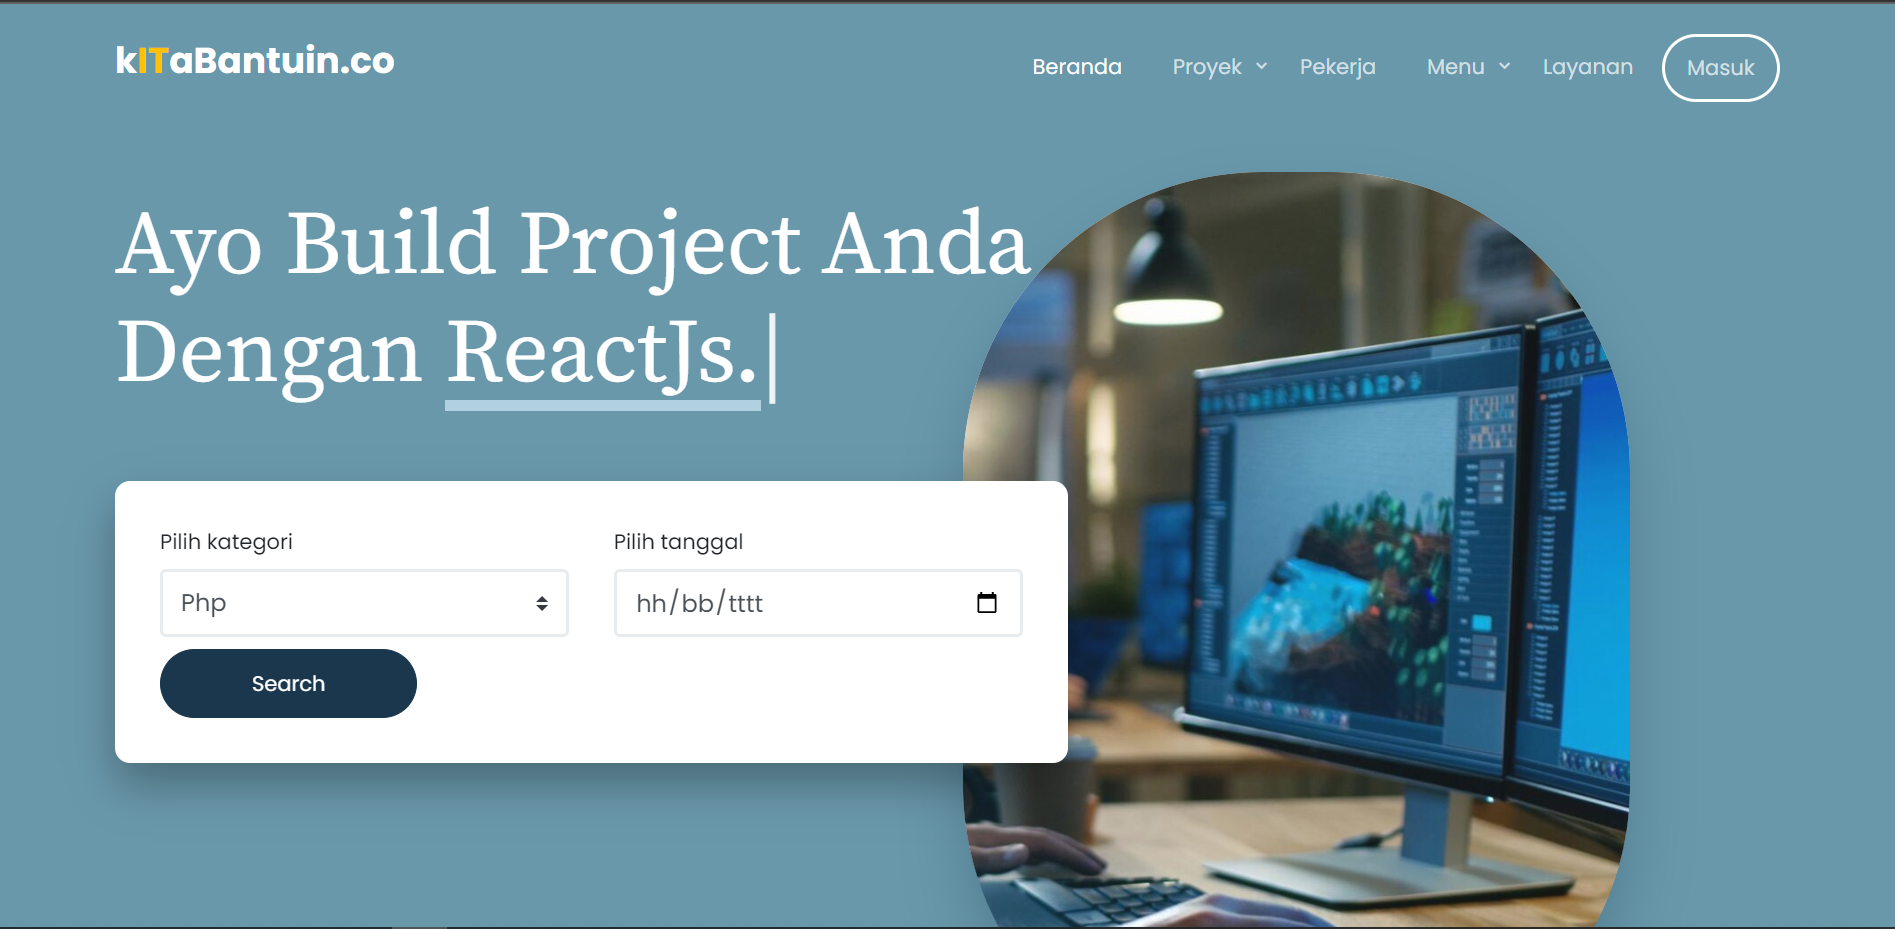 kITaBantuin.co
Beranda Proyek Pekerja Menu Layanan Masuk
Ayo Build Project Anda
Dengan ReactJs.|
Pilih kategori Pilih tanggal
Php hh/bb/tttt
Search